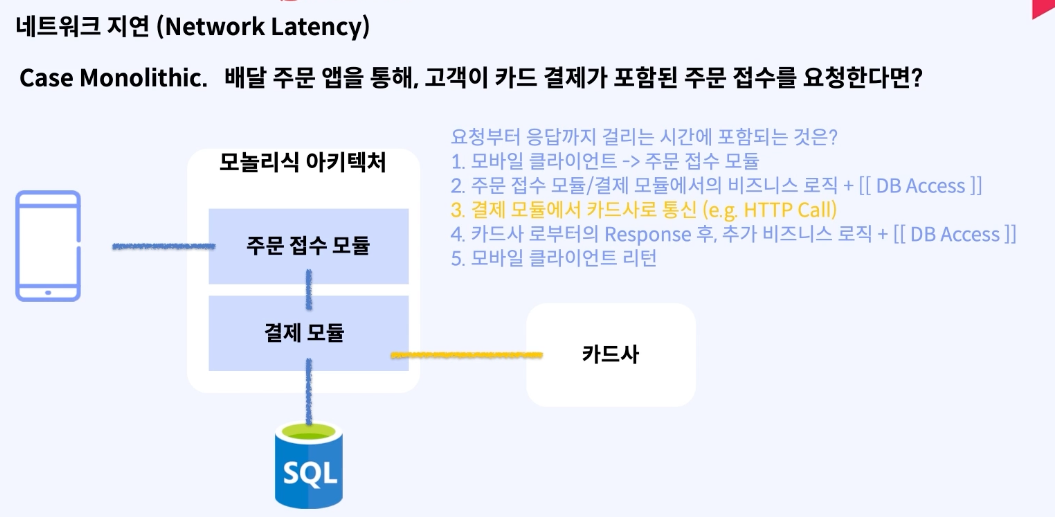 네트워크 지연 (Network Latency)
Case Monolithic. 배달 주문 앱을 통해, 고객이 카드 결제가 포함된 주문 접수를 요청한다면?
요청부터 응답까지 걸리는 시간에 포함되는 것은?
1. 모바일 클라이언트 -> 주문 접수 모듈
2. 주문 접수 모듈/결제 모듈에서의 비즈니스 로직 + [[ DB Access ]]
3. 결제 모듈에서 카드사로 통신 (e.g. HTTP Call)
4. 카드사 로부터의 Response 후, 추가 비즈니스 로직 + [[ DB Access ]]
5. 모바일 클라이언트 리턴
모놀리식 아키텍처
주문 접수 모듈
결제 모듈
카드사
SQL